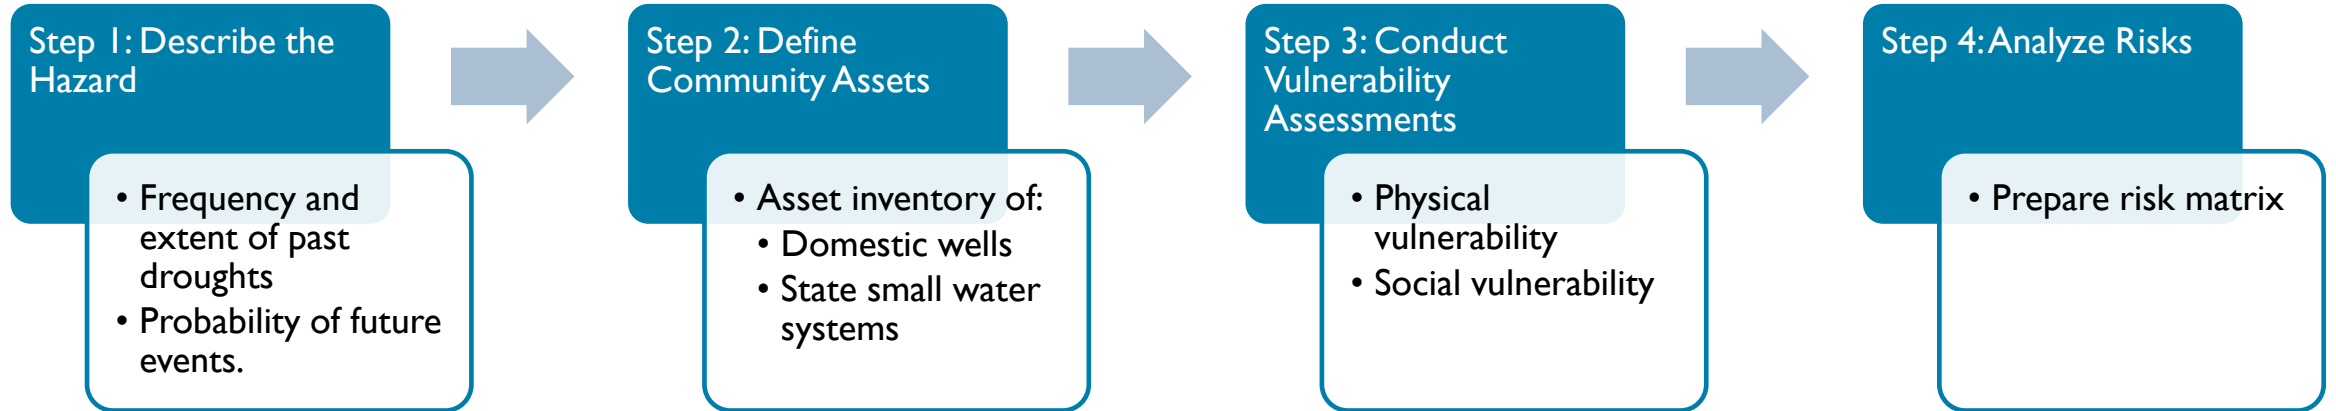 Step 1: Describe the
Hazard
• Frequency and
extent of past
droughts
• Probability of future
events.
Step 2: Define
Community Assets
• Asset inventory of:
• Domestic wells
• State small water
systems
Step 3: Conduct
Vulnerability
Assessments
• Physical
vulnerability
• Social vulnerability
Step 4: Analyze Risks
• Prepare risk matrix